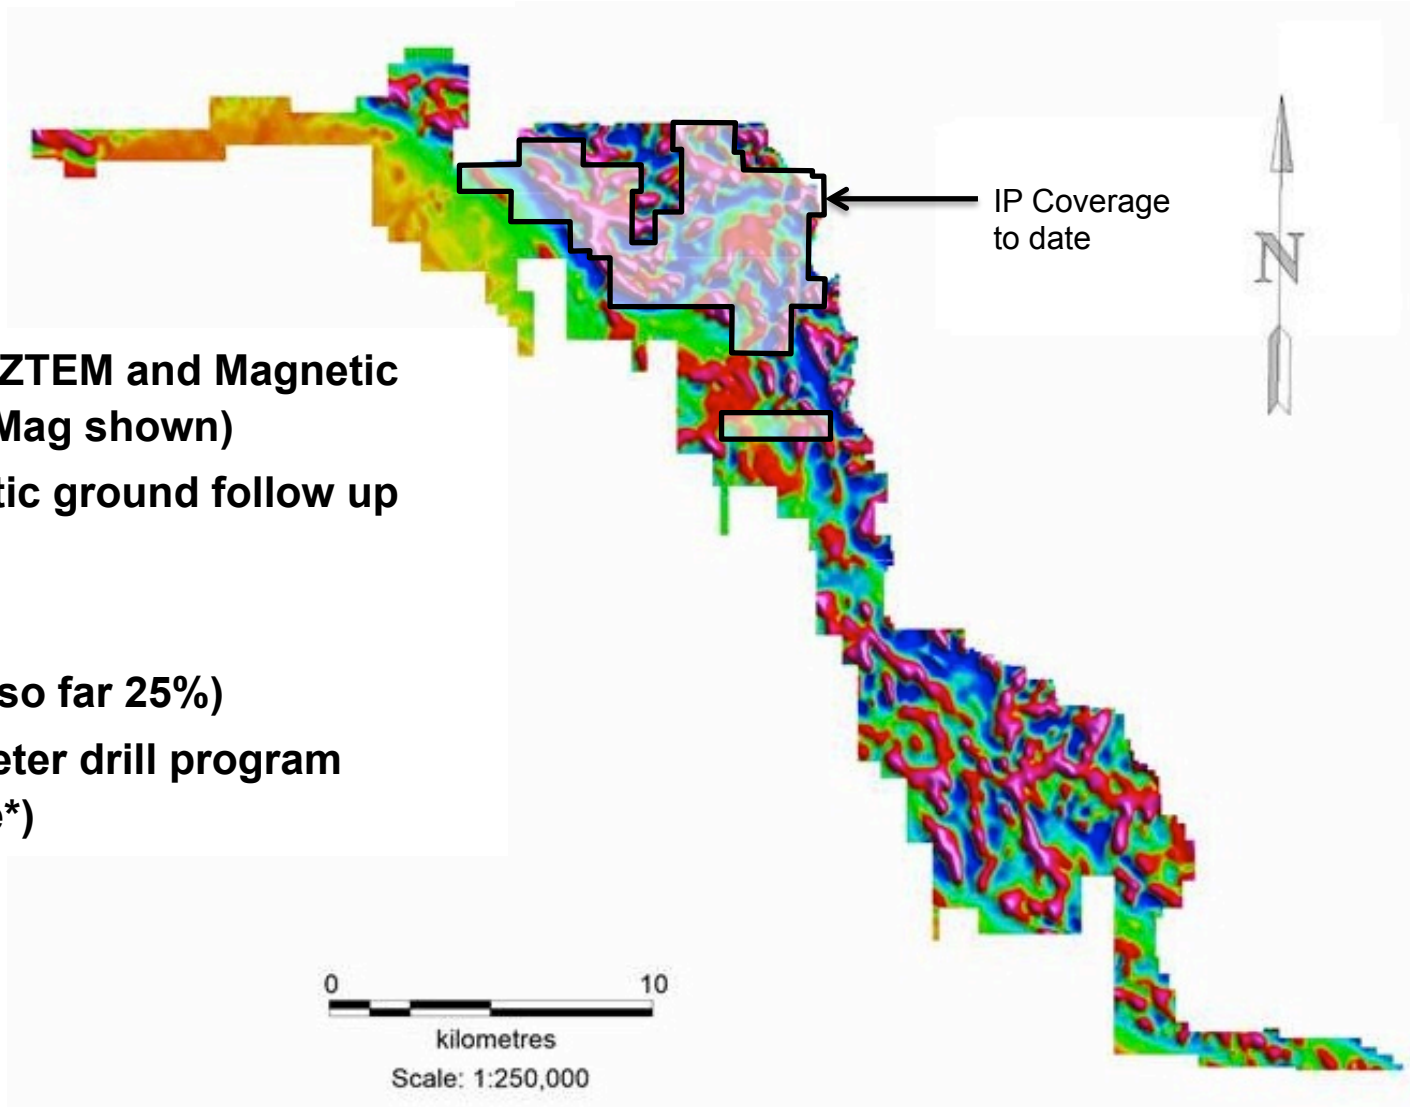 IP Coverage
to date
N
ZTEM and Magnetic
Mag shown)
tic ground follow up
so far 25%)
eter drill program
e*)
0 10
kilometres
Scale: 1:250,000